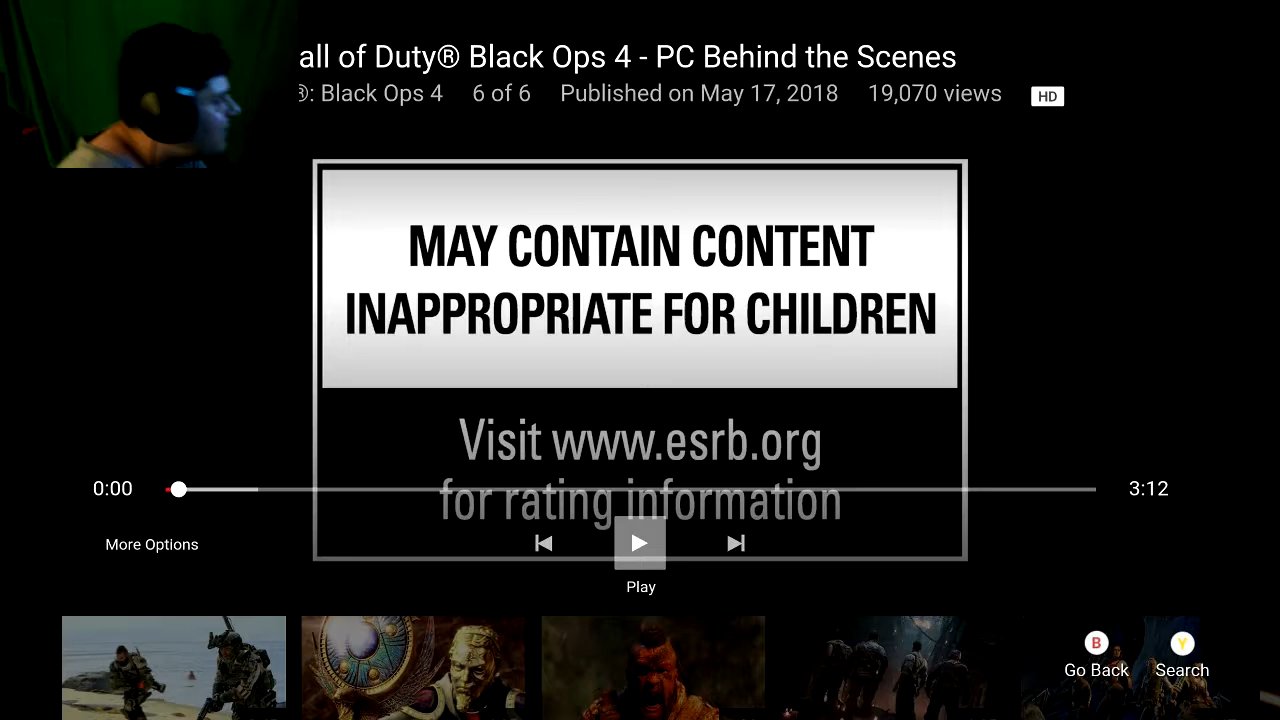 all of Duty® Black Ops 4 - PC Behind the Scenes
®: Black Ops 4 6 of 6 Published on May 17, 2018 19,070 views HD
MAY CONTAIN CONTENT
INAPPROPRIATE FOR CHILDREN
Visit www.esrb.org
0:00 3:12
for rating information
More Options
Play
B Y
Go Back Search